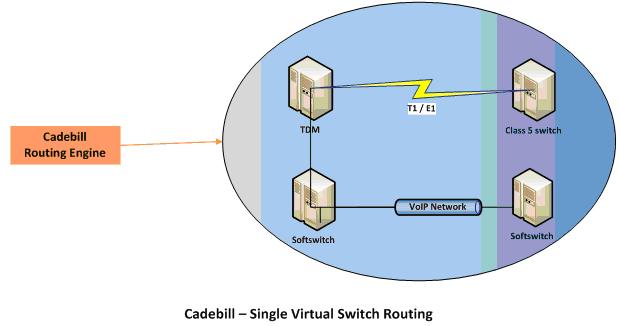 Cadebill
Routing Engine
T1 / E1
TDM
Class 5 switch
VoIP Network
Softswitch
Softswitch
Cadebill – Single Virtual Switch Routing